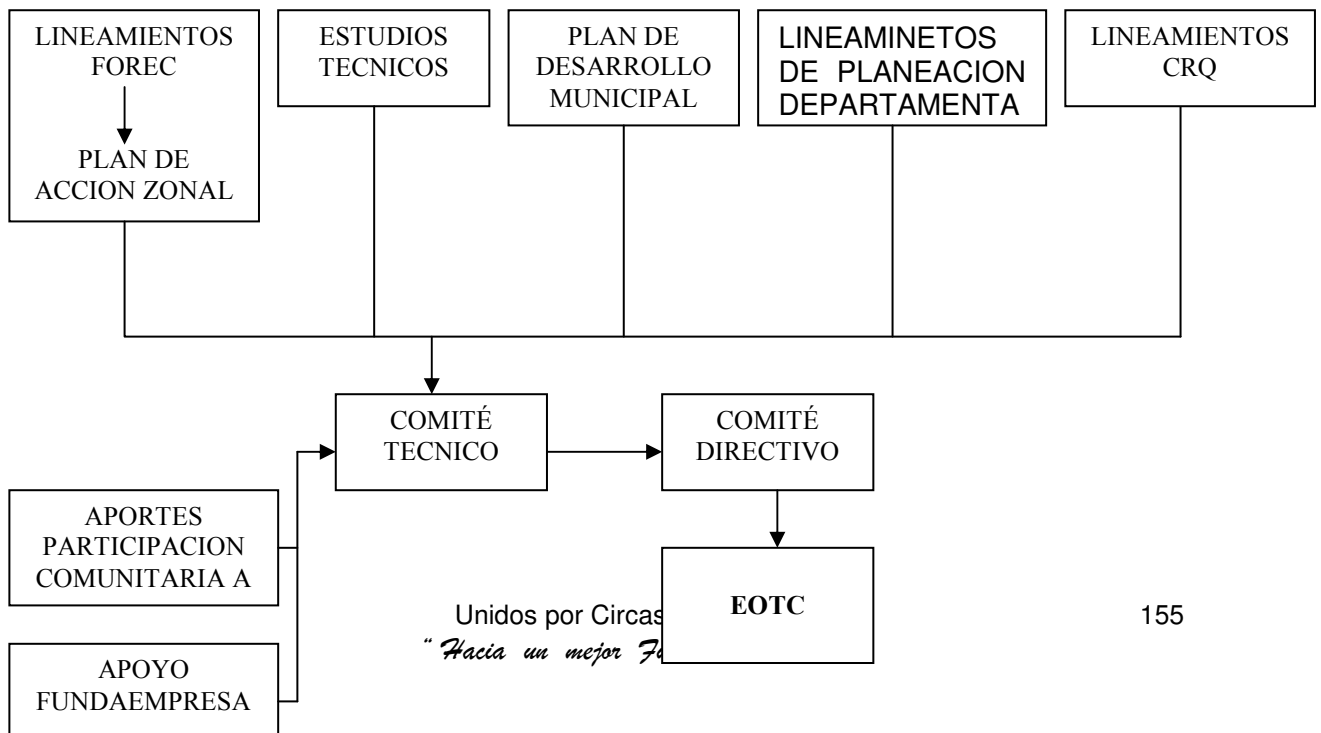 LINEAMIENTOS
FOREC
PLAN DE
ACCION ZONAL
ESTUDIOS
TECNICOS
PLAN DE
DESARROLLO
MUNICIPAL
LINEAMINETOS
DE PLANEACION
DEPARTAMENTA
LINEAMIENTOS
CRQ
COMITÉ
TECNICO
COMITÉ
DIRECTIVO
APORTES
PARTICIPACION
COMUNITARIA A
EOTC
APOYO
FUNDAEMPRESA
Unidos por Circas
155
"Hacia un mejor Fu